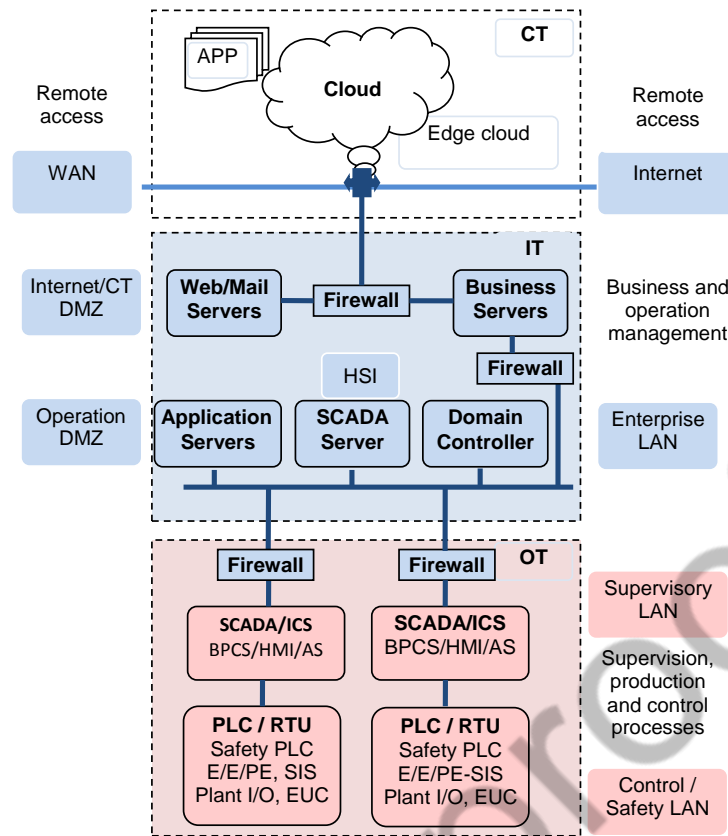 APP
CT
Cloud
Edge cloud
Remote
access
WAN
Remote
access
Internet
IT
Internet/CT
DMZ
Web/Mail
Servers
Firewall
Business
Servers
Business and
operation
management
Firewall
HSI
Operation
DMZ
Application
Servers
SCADA
Server
Domain
Controller
Enterprise
LAN
OT
Firewall
Firewall
SCADA/ICS
BPCS/HMI/AS
SCADA/ICS
BPCS/HMI/AS
Supervisory
LAN
Supervision,
production
and control
processes
PLC / RTU
Safety PLC
E/E/PE, SIS
Plant I/O, EUC
PLC / RTU
Safety PLC
E/E/PE-SIS
Plant I/O, EUC
Control /
Safety LAN